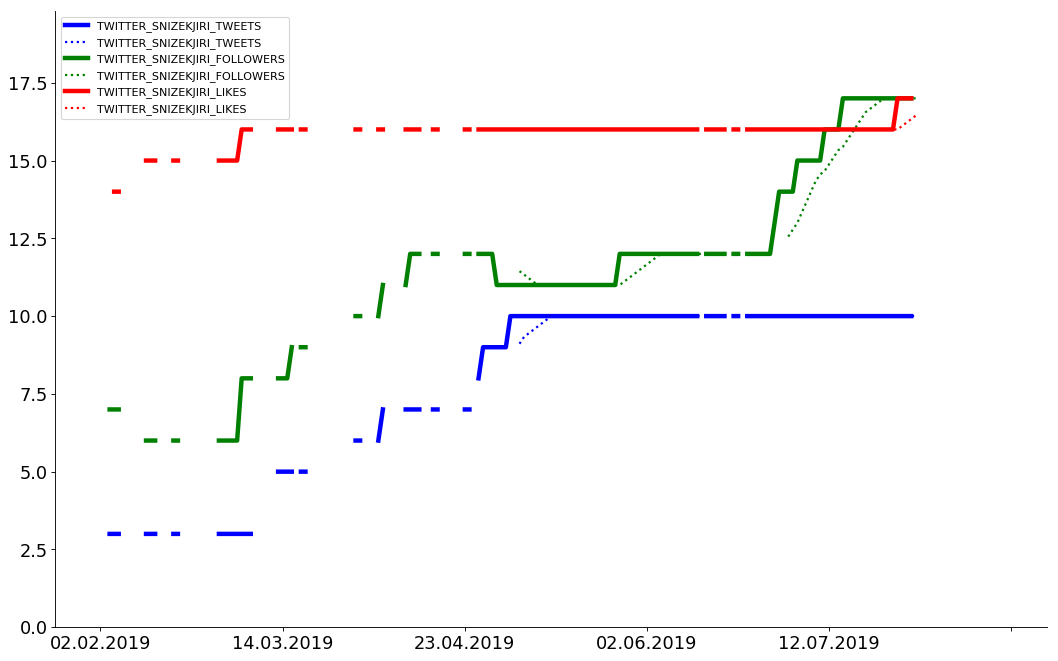 TWITTER_SNIZEKJIRI_TWEETS
TWITTER_SNIZEKJIRI_TWEETS
TWITTER_SNIZEKJIRI_FOLLOWERS
TWITTER_SNIZEKJIRI_FOLLOWERS
TWITTER_SNIZEKJIRI_LIKES
TWITTER_SNIZEKJIRI_LIKES
17.5
15.0
12.5
10.0
7.5
5.0
2.5
0.0
02.02.2019 14.03.2019 23.04.2019 02.06.2019 12.07.2019